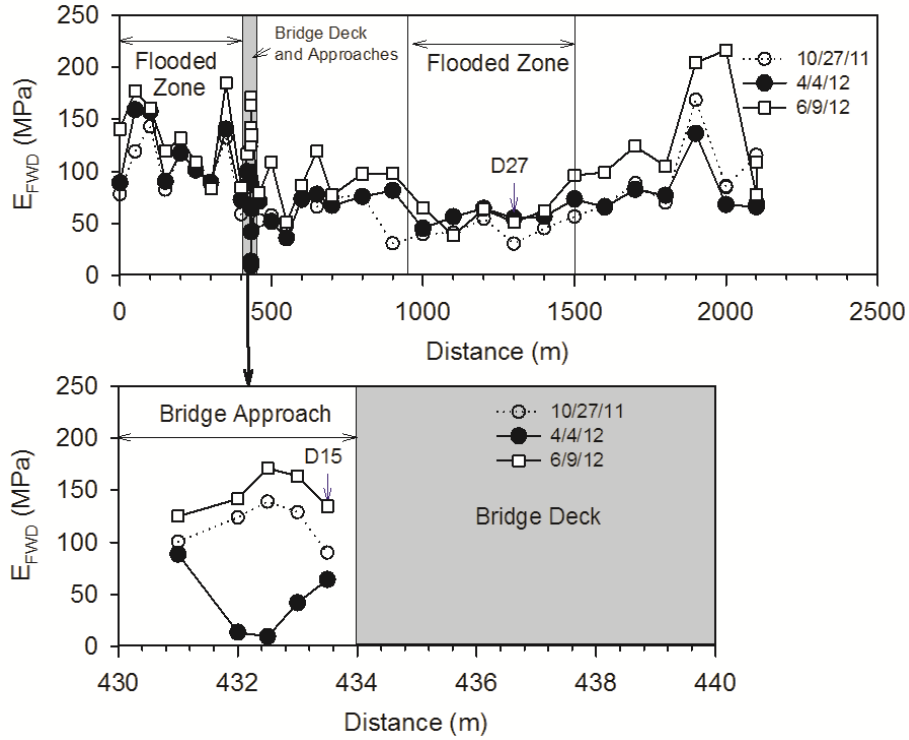 250
200
150
100
50
0
E_FWD (MPa)
Flooded Zone
Bridge Deck and Approaches
Flooded Zone
10/27/11
4/4/12
6/9/12
D27
0 500 1000 1500 2000 2500
Distance (m)
250
200
150
100
50
0
E_FWD (MPa)
Bridge Approach
D15
10/27/11
4/4/12
6/9/12
Bridge Deck
430 432 434 436 438 440
Distance (m)